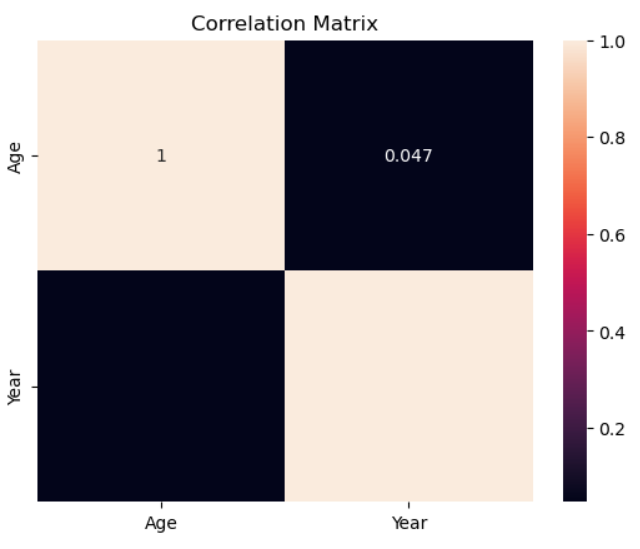 Correlation Matrix
Age
1
0.047
Year
Age
Year
1.0
0.8
0.6
0.4
0.2